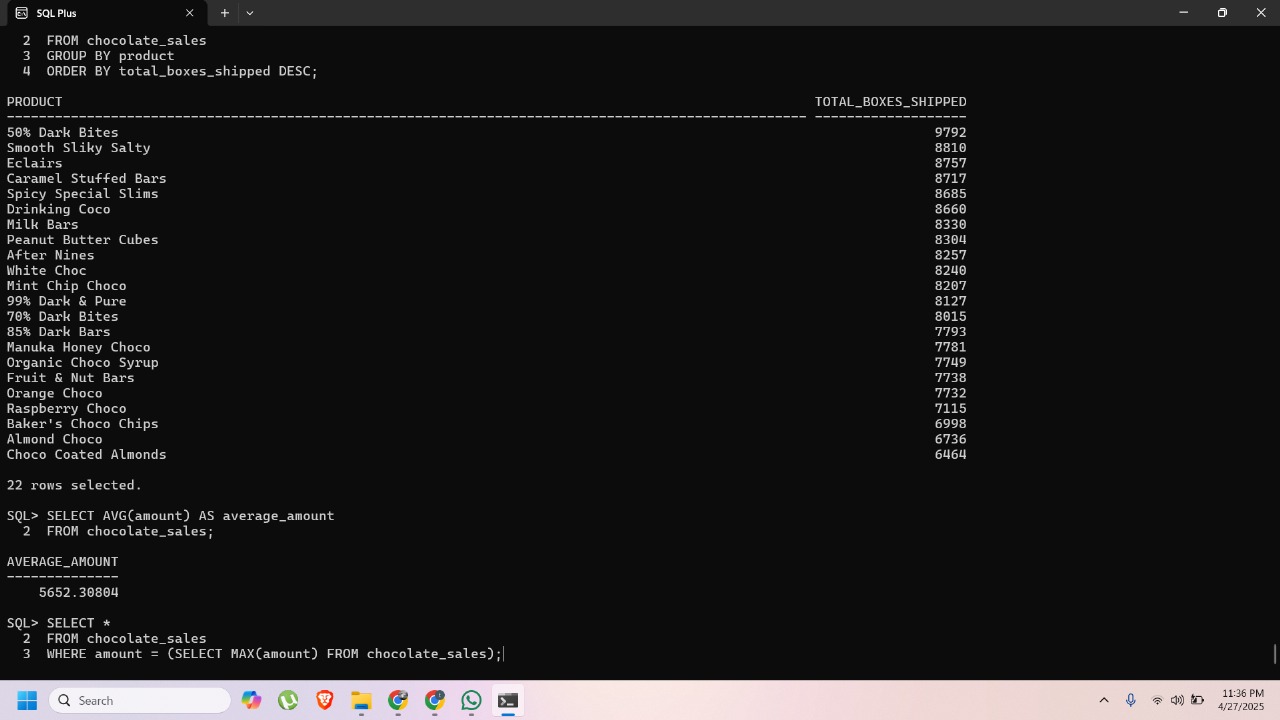 SQL Plus
2 FROM chocolate_sales
3 GROUP BY product
4 ORDER BY total_boxes_shipped DESC;
PRODUCT TOTAL_BOXES_SHIPPED
---------------------------------------------------------------------------------------------------- -------------------
50% Dark Bites 9792
Smooth Sliky Salty 8810
Eclairs 8757
Caramel Stuffed Bars 8717
Spicy Special Slims 8685
Drinking Coco 8660
Milk Bars 8330
Peanut Butter Cubes 8304
After Nines 8257
White Choc 8240
Mint Chip Choco 8207
99% Dark & Pure 8127
70% Dark Bites 8015
85% Dark Bars 7793
Manuka Honey Choco 7781
Organic Choco Syrup 7749
Fruit & Nut Bars 7738
Orange Choco 7732
Raspberry Choco 7115
Baker's Choco Chips 6998
Almond Choco 6736
Choco Coated Almonds 6464
22 rows selected.
SQL> SELECT AVG(amount) AS average_amount
2 FROM chocolate_sales;
AVERAGE_AMOUNT
--------------
5652.30804
SQL> SELECT *
2 FROM chocolate_sales
3 WHERE amount = (SELECT MAX(amount) FROM chocolate_sales);
Search
11:36 PM
4/27/2025